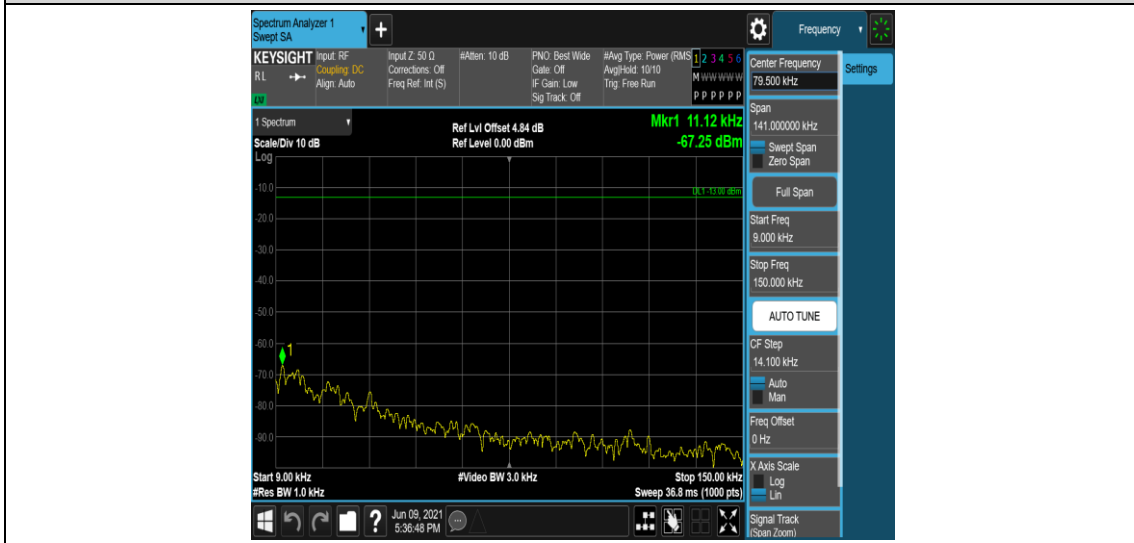 Spectrum Analyzer 1
Swept SA
+
Frequency
KEYSIGHT
RL
LXI
Input: RF
Coupling: DC
Align: Auto
Input Z: 50 Ω
Corrections: Off
Freq Ref: Int (S)
#Atten: 10 dB
PNO: Best Wide
Gate: Off
IF Gain: Low
Sig Track: Off
#Avg Type: Power (RMS
Avg|Hold: 10/10
Trig: Free Run
1 2 3 4 5 6
M W W W W W
P P P P P P
1 Spectrum
Scale/Div 10 dB
Log
Ref Lvl Offset 4.84 dB
Ref Level 0.00 dBm
Mkr1 11.12 kHz
-67.25 dBm
DL1 -13.00 dBm
-10.0
-20.0
-30.0
-40.0
-50.0
-60.0
-70.0
-80.0
-90.0
1
Start 9.00 kHz
#Res BW 1.0 kHz
#Video BW 3.0 kHz
Stop 150.00 kHz
Sweep 36.8 ms (1000 pts)
Center Frequency
79.500 kHz
Settings
Span
141.000000 kHz
Swept Span
Zero Span
Full Span
Start Freq
9.000 kHz
Stop Freq
150.000 kHz
AUTO TUNE
CF Step
14.100 kHz
Auto
Man
Freq Offset
0 Hz
X Axis Scale
Log
Lin
Signal Track
(Span Zoom)
?
Jun 09, 2021
5:36:48 PM